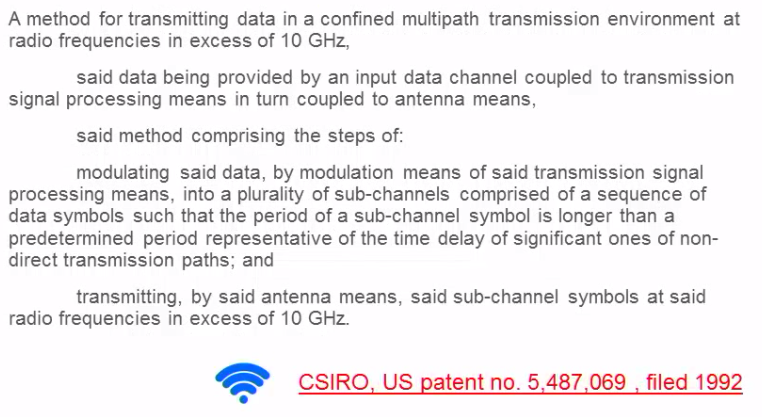 A method for transmitting data in a confined multipath transmission environment at
radio frequencies in excess of 10 GHz,
said data being provided by an input data channel coupled to transmission
signal processing means in turn coupled to antenna means,
said method comprising the steps of:
modulating said data, by modulation means of said transmission signal
processing means, into a plurality of sub-channels comprised of a sequence of
data symbols such that the period of a sub-channel symbol is longer than a
predetermined period representative of the time delay of significant ones of non-
direct transmission paths; and
transmitting, by said antenna means, said sub-channel symbols at said
radio frequencies in excess of 10 GHz.
CSIRO, US patent no. 5,487,069 , filed 1992